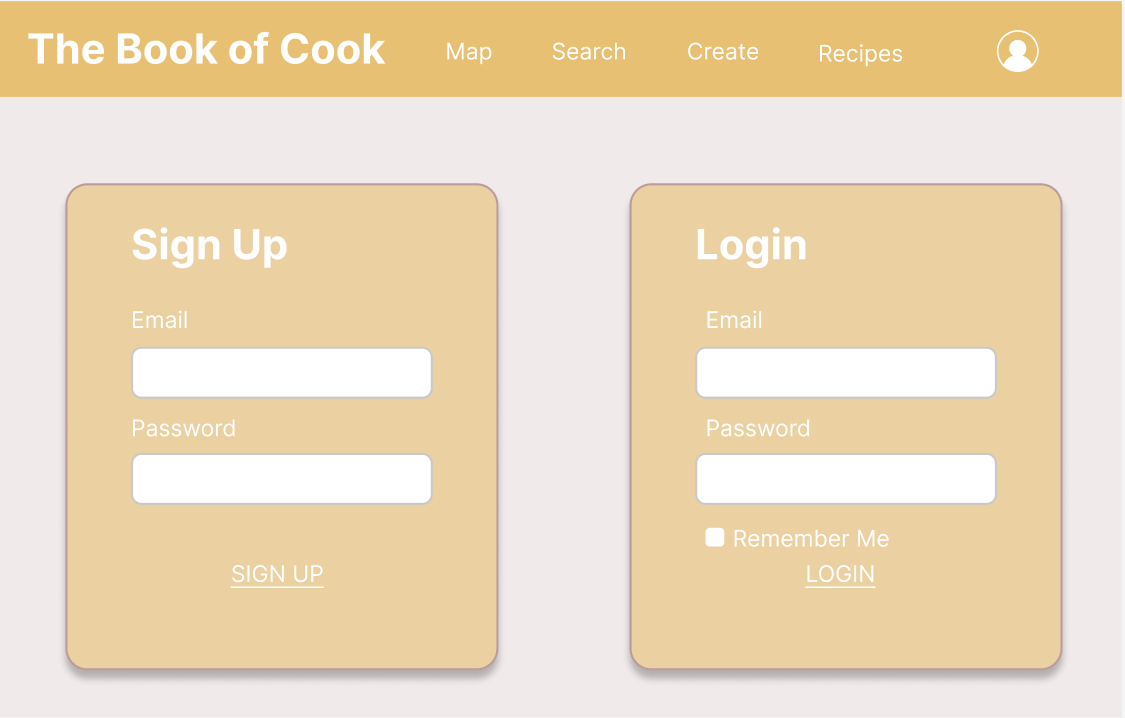 The Book of Cook Map Search Create Recipes
Sign Up
Email
Password
SIGN UP
Login
Email
Password
Remember Me
LOGIN